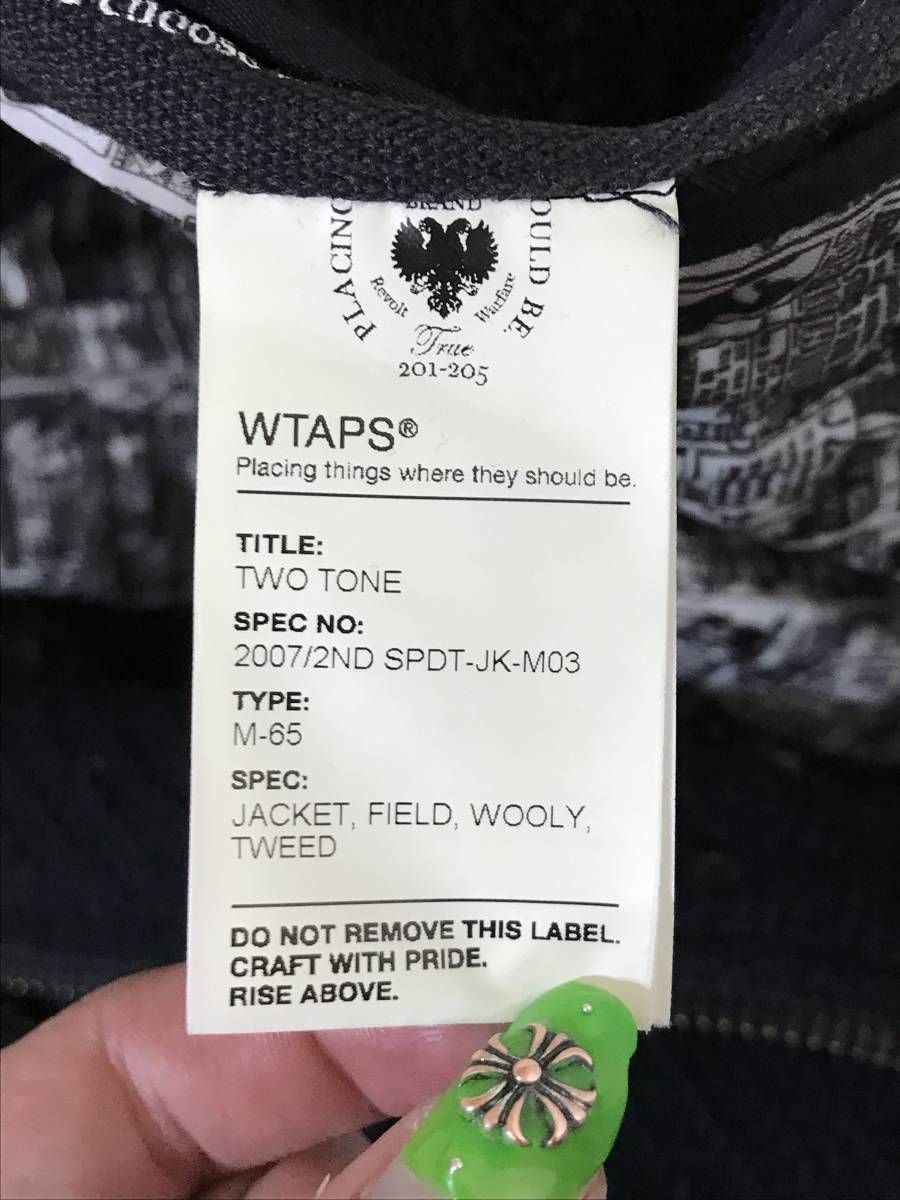 choose
BRAND
PLACING
OULD BE.
Revolt
Warfare
True
201-205
WTAPS®
Placing things where they should be.
TITLE:
TWO TONE
SPEC NO:
2007/2ND SPDT-JK-M03
TYPE:
M-65
SPEC:
JACKET, FIELD, WOOLY,
TWEED
DO NOT REMOVE THIS LABEL.
CRAFT WITH PRIDE.
RISE ABOVE.